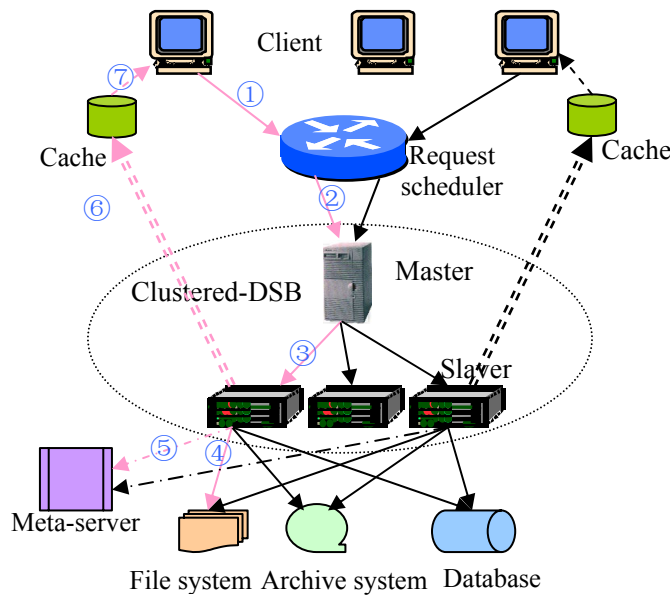 Client
⑦
①
Cache
Cache
Request
scheduler
②
⑥
Master
Clustered-DSB
③
Slaver
⑤
④
Meta-server
File system
Archive system
Database